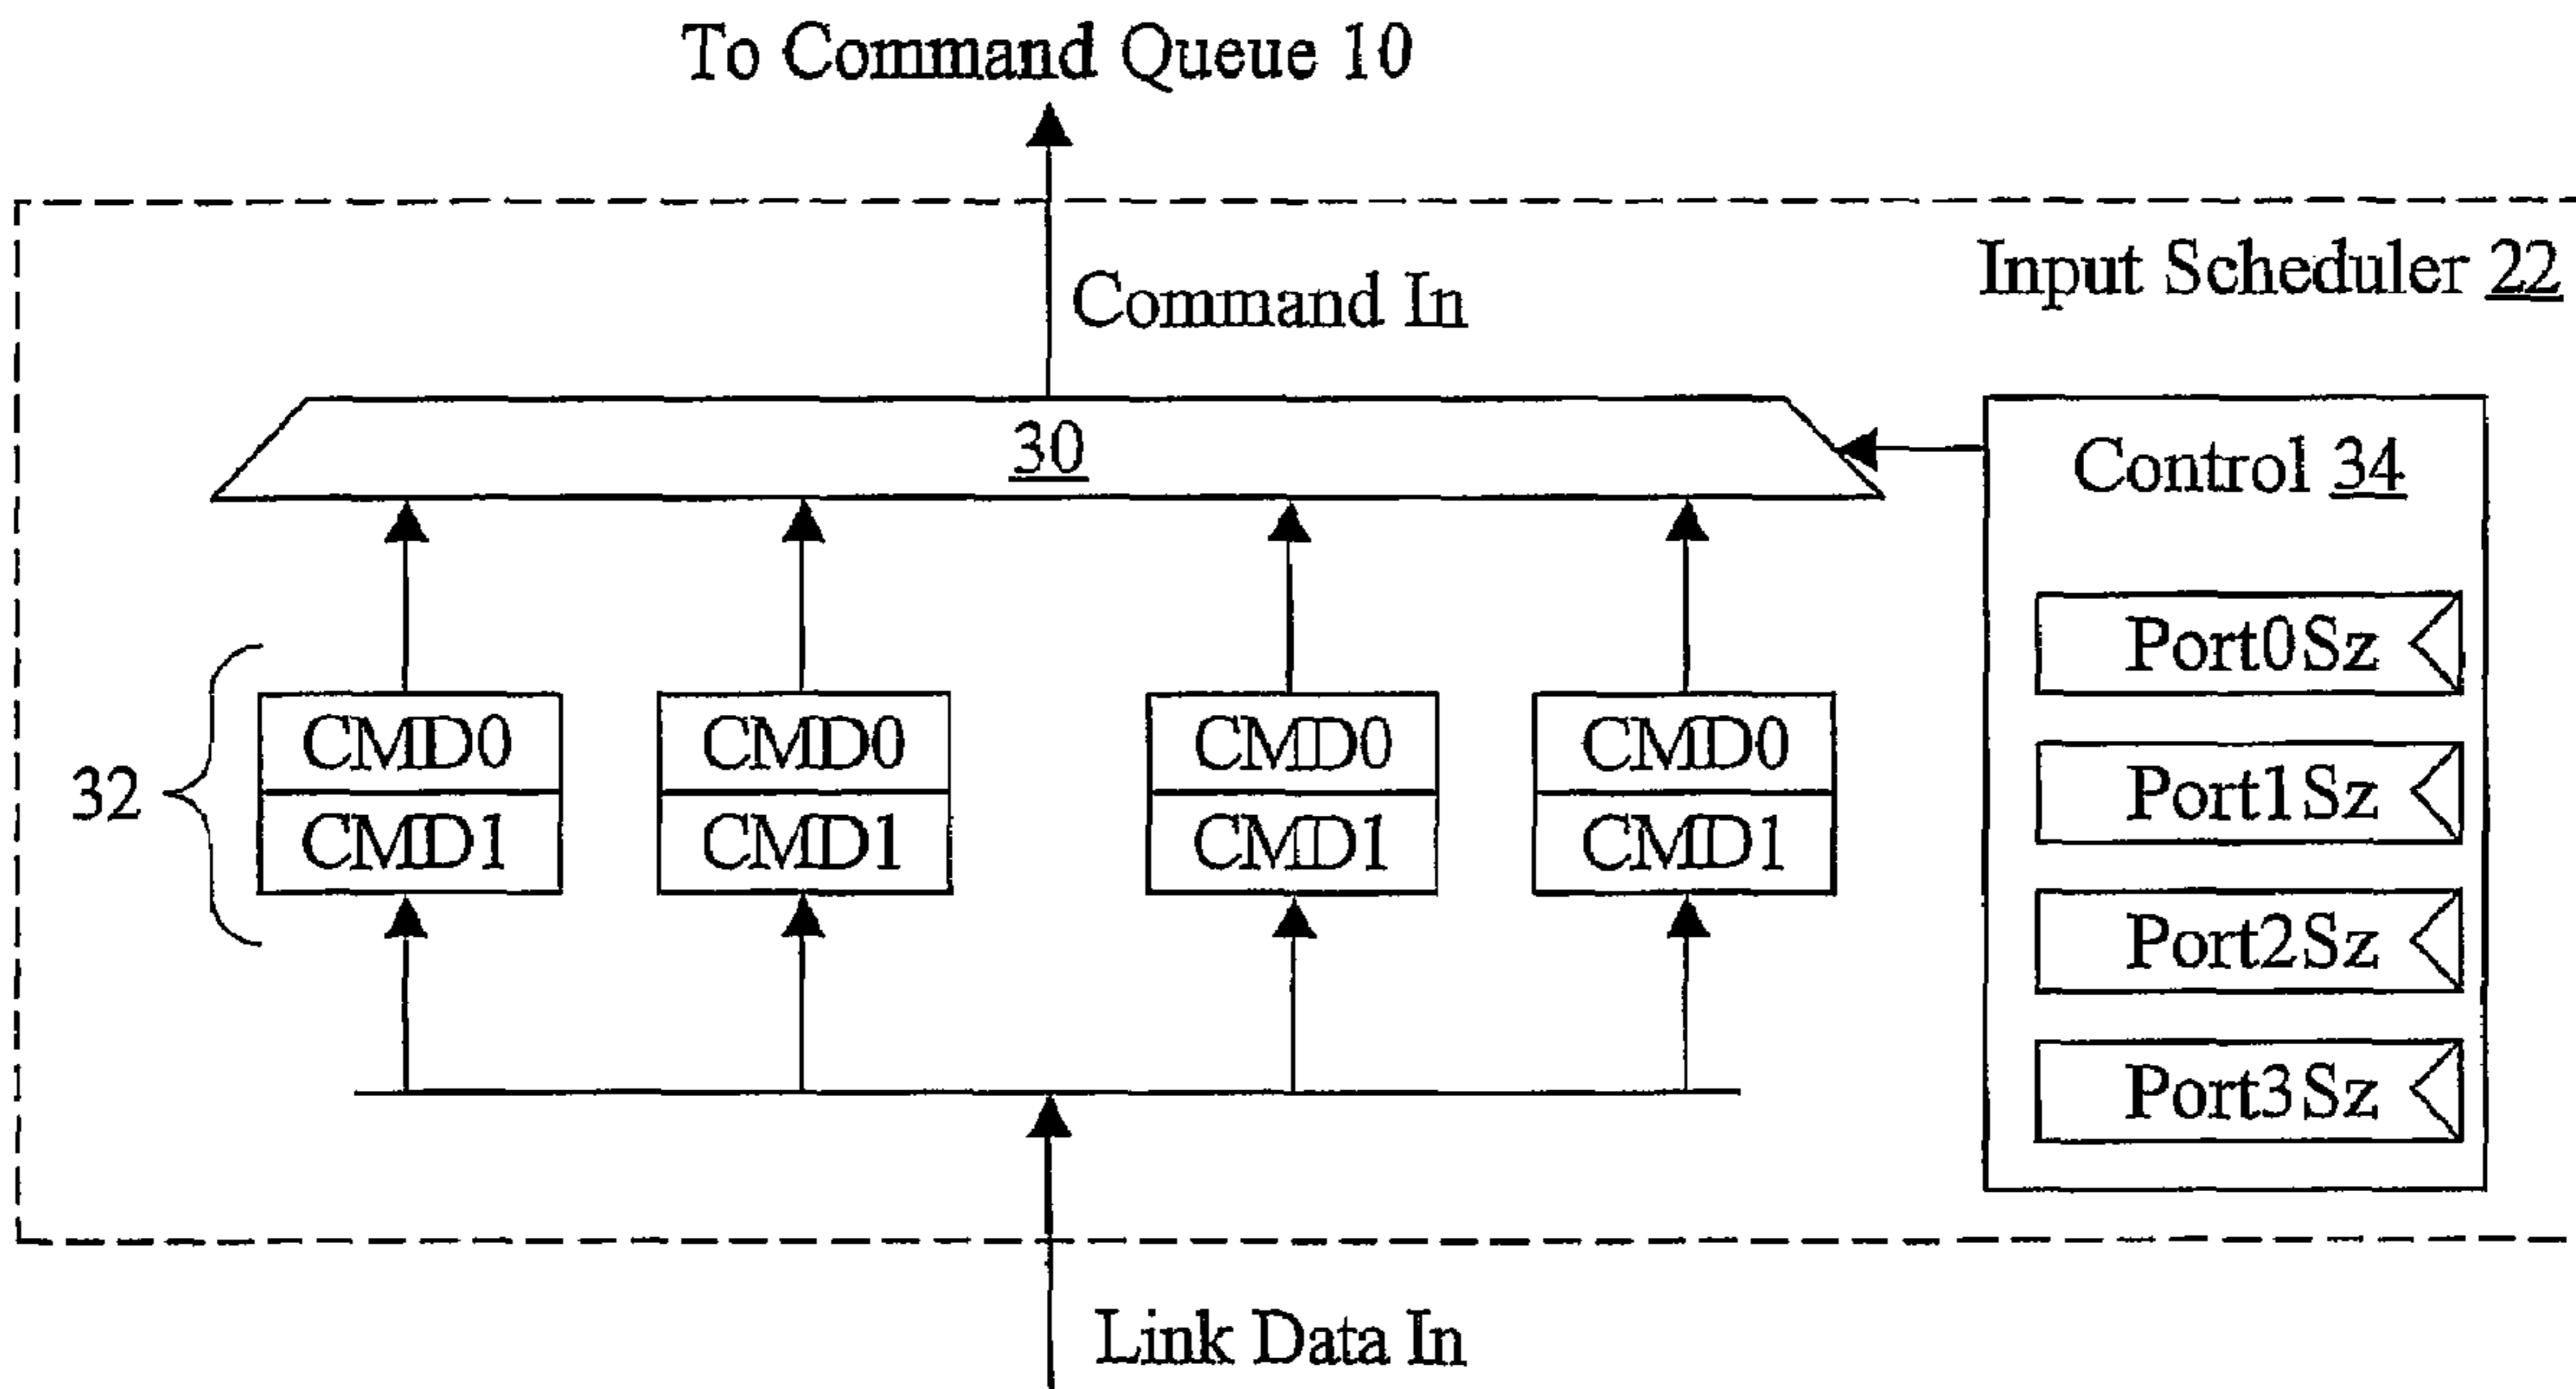 To Command Queue 10
Input Scheduler 22
Command In
30
Control 34
Port0Sz
CMD0 CMD0 CMD0 CMD0
32
Port1Sz
CMD1 CMD1 CMD1 CMD1
Port2Sz
Port3Sz
Link Data In